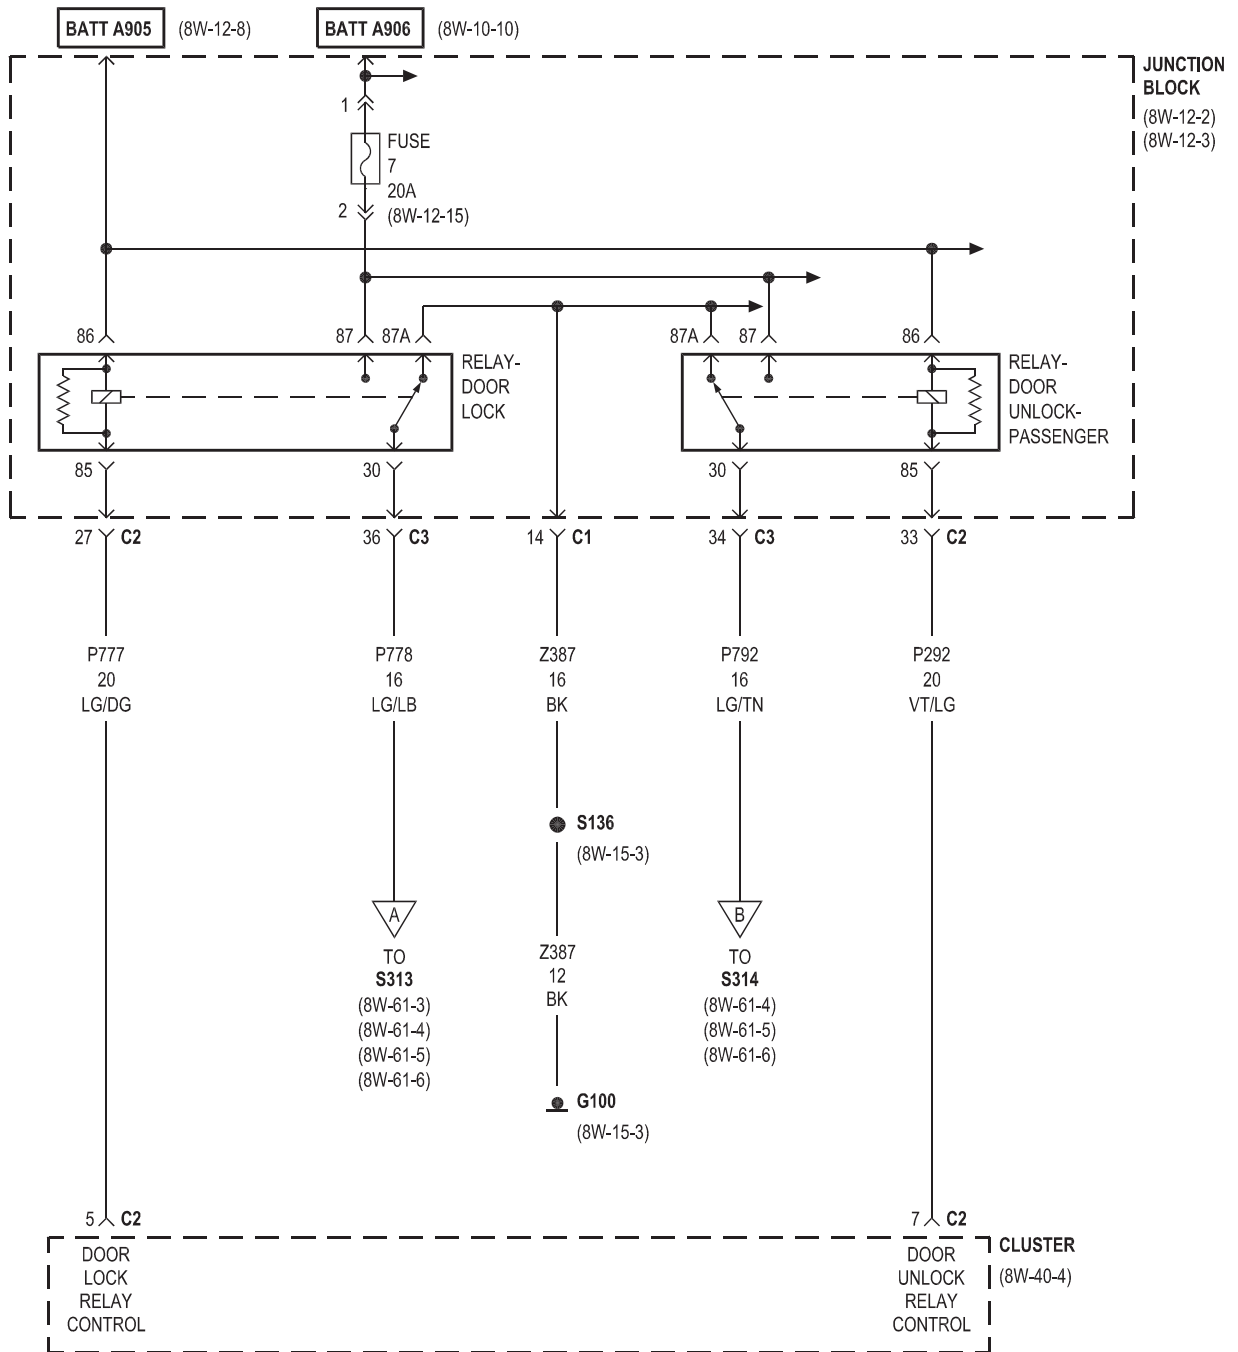 BATT A905 (8W-12-8) BATT A906 (8W-10-10)
JUNCTION
BLOCK
(8W-12-2)
(8W-12-3)
1
FUSE
7
20A
2 (8W-12-15)
86 87 87A 87A 87 86
RELAY-
DOOR
LOCK
RELAY-
DOOR
UNLOCK-
PASSENGER
85 30 30 85
27 C2 36 C3 14 C1 34 C3 33 C2
P777 P778 Z387 P792 P292
20 16 16 16 20
LG/DG LG/LB BK LG/TN VT/LG
S136
(8W-15-3)
A
TO
S313
(8W-61-3)
(8W-61-4)
(8W-61-5)
(8W-61-6)
Z387
12
BK
B
TO
S314
(8W-61-4)
(8W-61-5)
(8W-61-6)
G100
(8W-15-3)
5 C2 7 C2
DOOR
LOCK
RELAY
CONTROL
DOOR
UNLOCK
RELAY
CONTROL
CLUSTER
(8W-40-4)